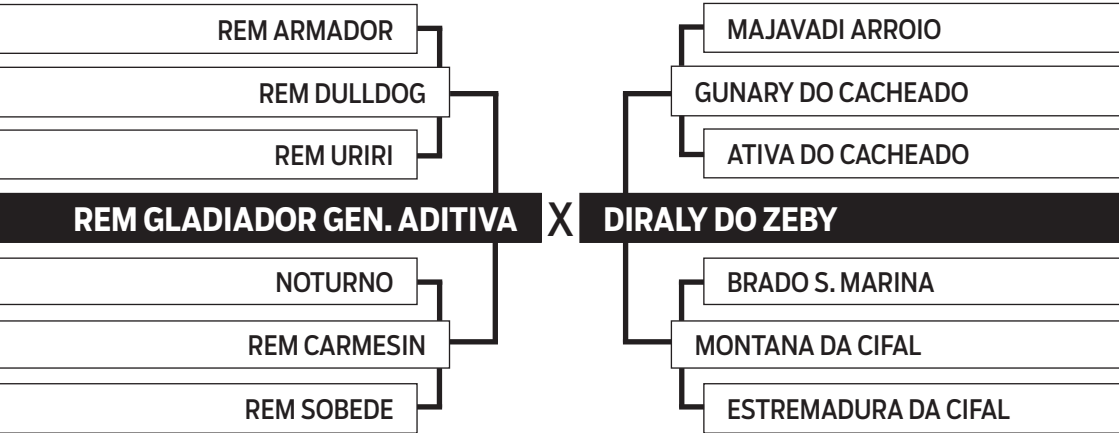 REM ARMADOR
REM DULLDOG
REM URIRI
REM GLADIADOR GEN. ADITIVA X DIRALY DO ZEBY
NOTURNO
REM CARMESIN
REM SOBEDE
MAJAVADI ARROIO
GUNARY DO CACHEADO
ATIVA DO CACHEADO
BRADO S. MARINA
MONTANA DA CIFAL
ESTREMADURA DA CIFAL